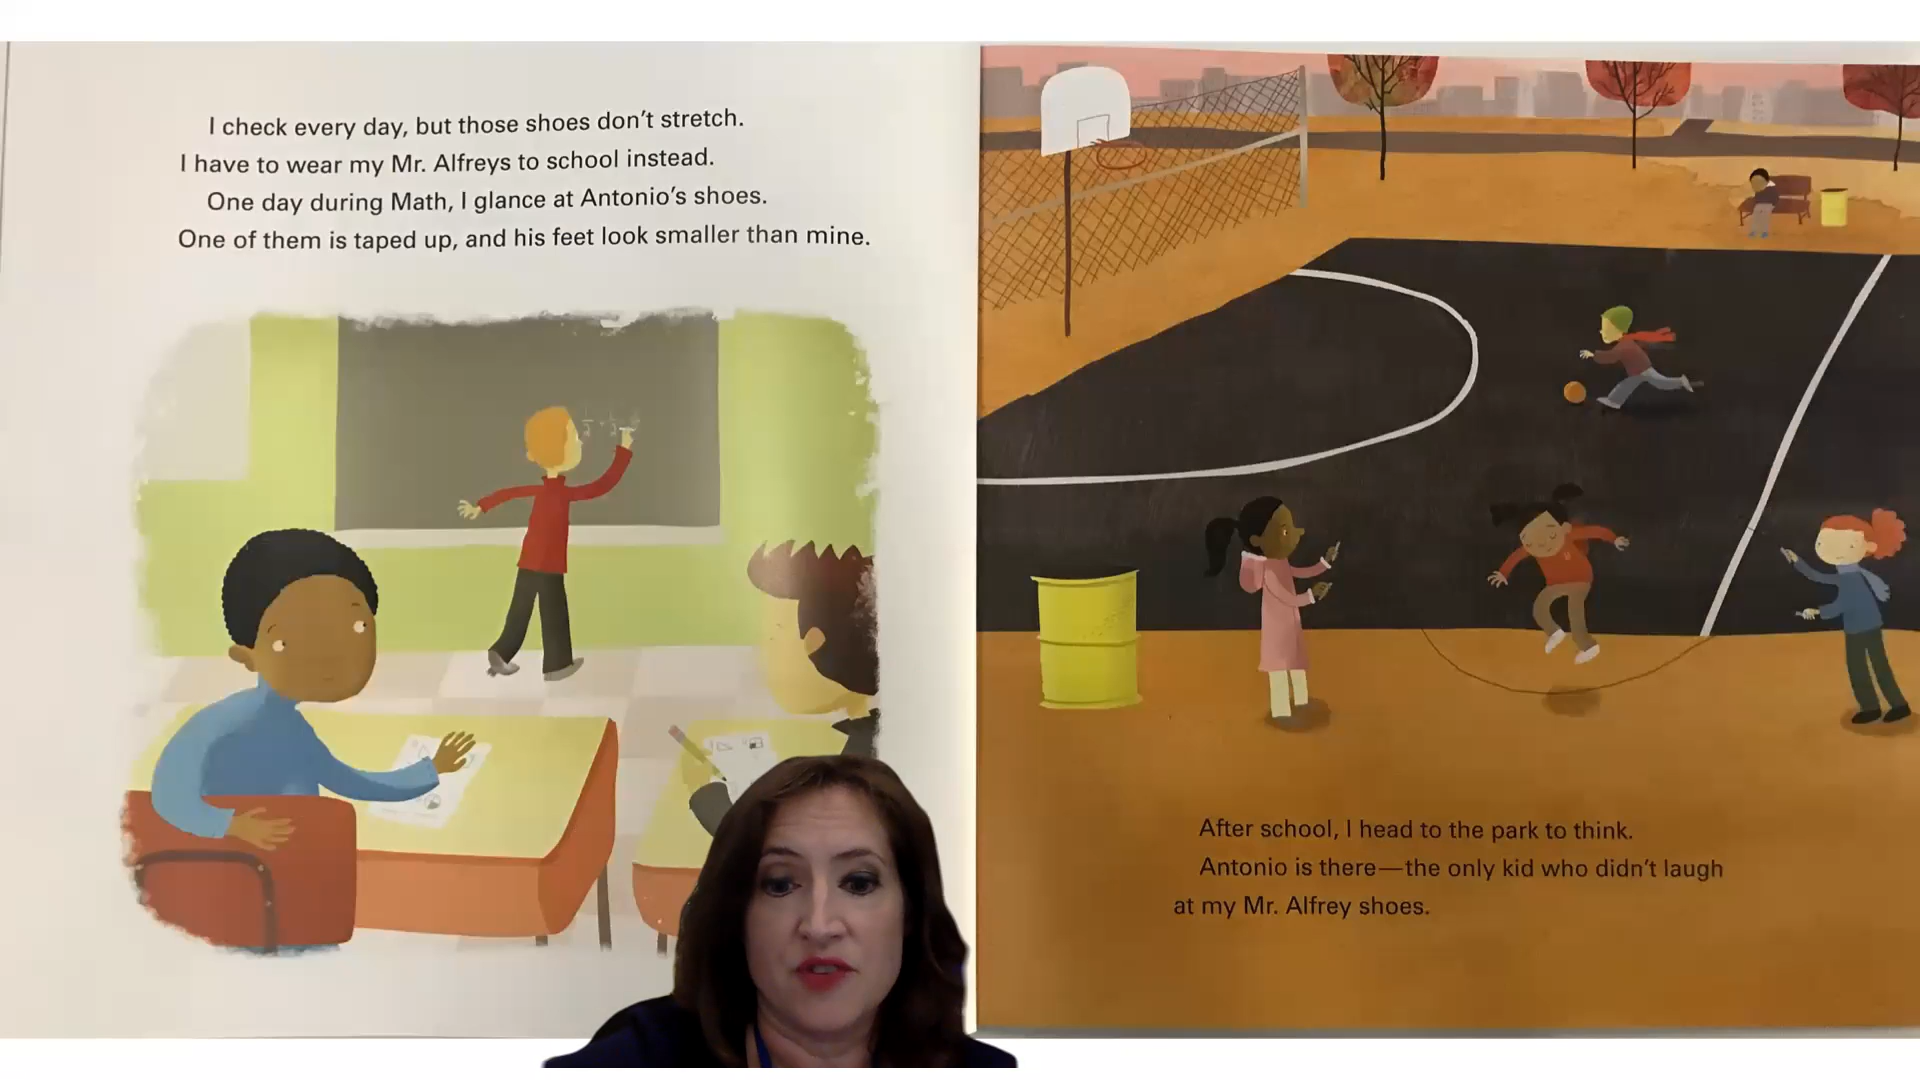 I check every day, but those shoes don't stretch.
I have to wear my Mr. Alfreys to school instead.
One day during Math, I glance at Antonio's shoes.
One of them is taped up, and his feet look smaller than mine.
After school, I head to the park to think.
Antonio is there—the only kid who didn't laugh
at my Mr. Alfrey shoes.